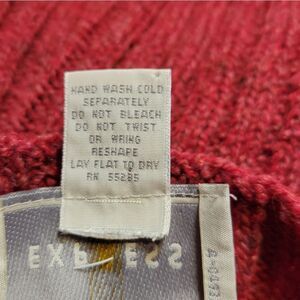 HAND WASH COLD
SEPARATELY
DO NOT BLEACH
DO NOT TWIST
OR WRING
RESHAPE
LAY FLAT TO DRY
RN 55285
EXPRESS